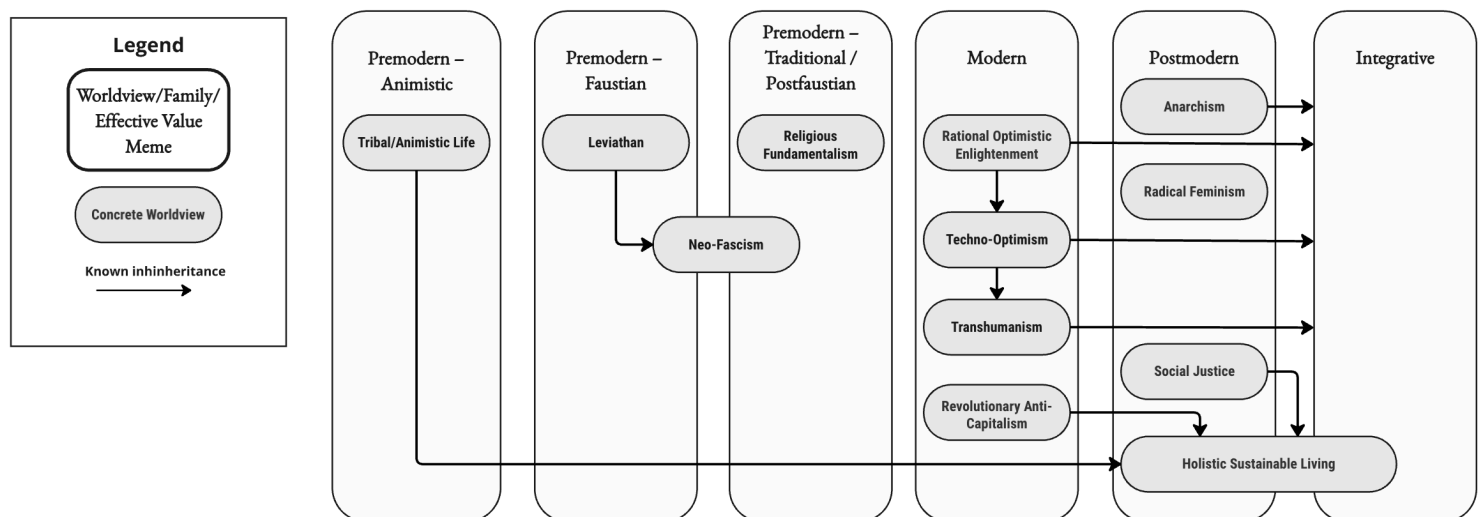 Legend
Worldview/Family/
Effective Value
Meme
Concrete Worldview
Known inhinheritance
Premodern –
Animistic
Tribal/Animistic Life
Premodern –
Faustian
Leviathan
Neo-Fascism
Premodern –
Traditional /
Postfaustian
Religious
Fundamentalism
Modern
Rational Optimistic
Enlightenment
Techno-Optimism
Transhumanism
Revolutionary Anti-
Capitalism
Postmodern
Anarchism
Radical Feminism
Social Justice
Holistic Sustainable Living
Integrative